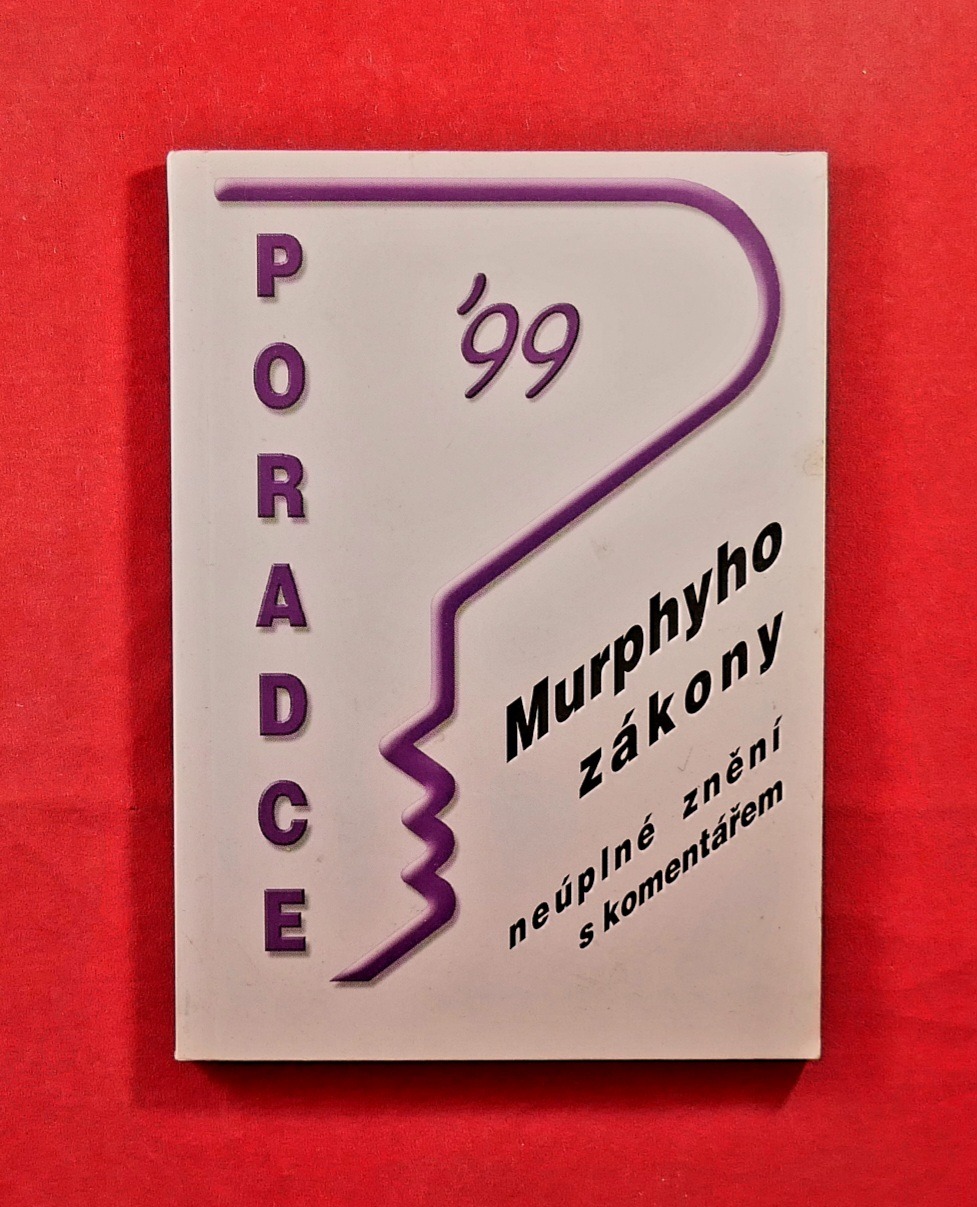 PORADCE
'99
Murphyho
zákony
neúplné znění
s komentářem